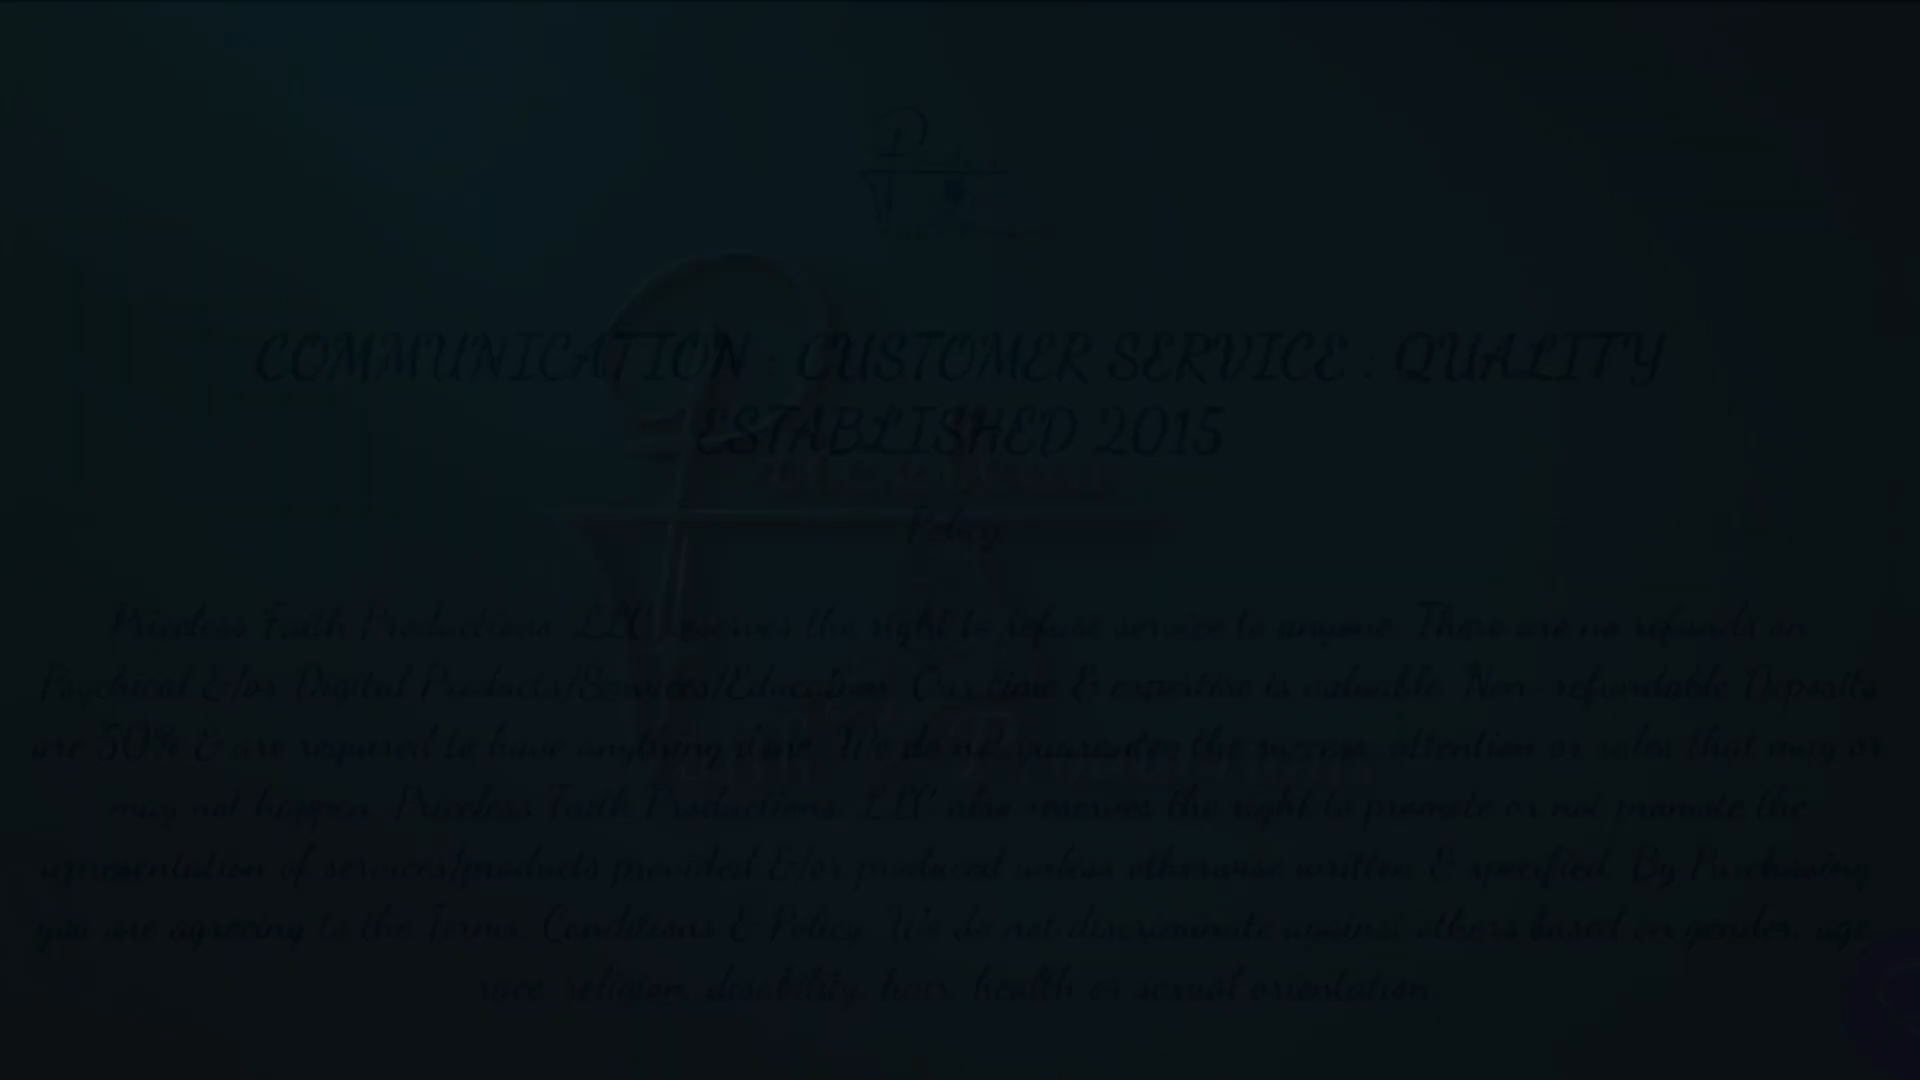 COMMUNICATION : CUSTOMER SERVICE : QUALITY
ESTABLISHED 2015
Policy
Priceless Faith Productions, LLC reserves the right to refuse service to anyone. There are no refunds on
Psychical &/or Digital Products/Services/Education. Our time & expertise is valuable. Non-refundable Deposits
are 50% & are required to have anything done. We do not guarantee the success, attention or sales that may or
may not happen. Priceless Faith Productions, LLC also reserves the right to promote or not promote the
representation of services/products provided &/or produced unless otherwise written & specified. By Purchasing
you are agreeing to the Terms, Conditions & Policy. We do not discriminate against others based on gender, age,
race, religion, disability, hair, health or sexual orientation.